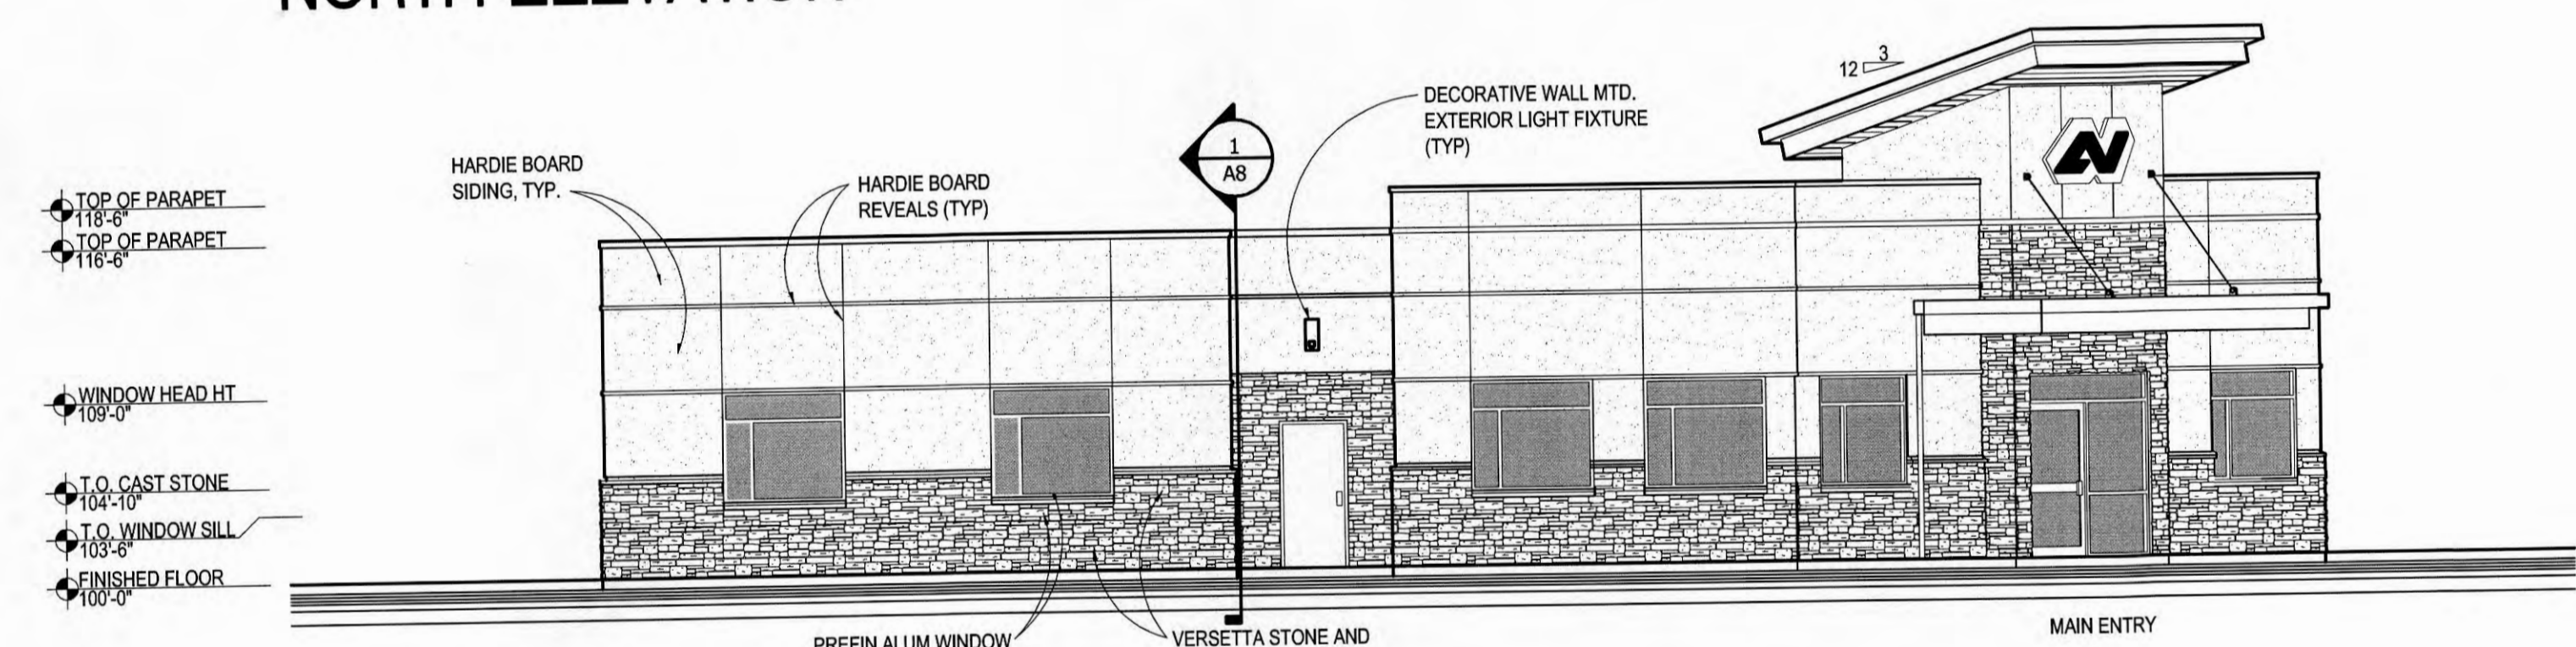 NORTH ELEVATION
3
12
DECORATIVE WALL MTD.
EXTERIOR LIGHT FIXTURE
(TYP)
1
A8
HARDIE BOARD
SIDING, TYP.
HARDIE BOARD
REVEALS (TYP)
TOP OF PARAPET
118'-6"
TOP OF PARAPET
116'-6"
WINDOW HEAD HT
109'-0"
T.O. CAST STONE
104'-10"
T.O. WINDOW SILL
103'-6"
FINISHED FLOOR
100'-0"
PREFIN ALUM WINDOW
VERSETTA STONE AND
MAIN ENTRY